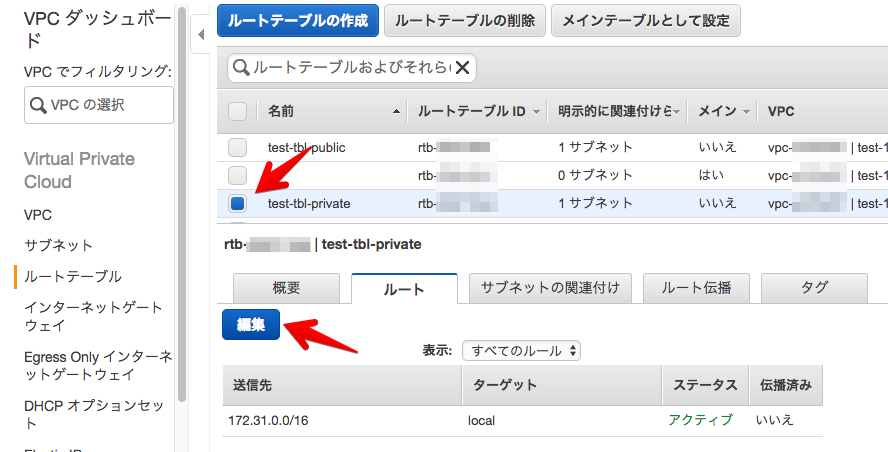 VPC ダッシュボー
ド
VPC でフィルタリング:
VPC の選択
Virtual Private
Cloud
VPC
サブネット
ルートテーブル
インターネットゲート
ウェイ
Egress Only インターネ
ットゲートウェイ
DHCP オプションセッ
ト
ルートテーブルの作成 ルートテーブルの削除 メインテーブルとして設定
ルートテーブルおよびそれら
名前 ルートテーブル ID 明示的に関連付けら メイン VPC
test-tbl-public rtb- 1 サブネット いいえ vpc- | test-1
rtb- 0 サブネット はい vpc- | test-1
test-tbl-private rtb- 1 サブネット いいえ vpc- | test-1
rtb- | test-tbl-private
概要 ルート サブネットの関連付け ルート伝播 タグ
編集
表示: すべてのルール
送信先 ターゲット ステータス 伝播済み
172.31.0.0/16 local アクティブ いいえ